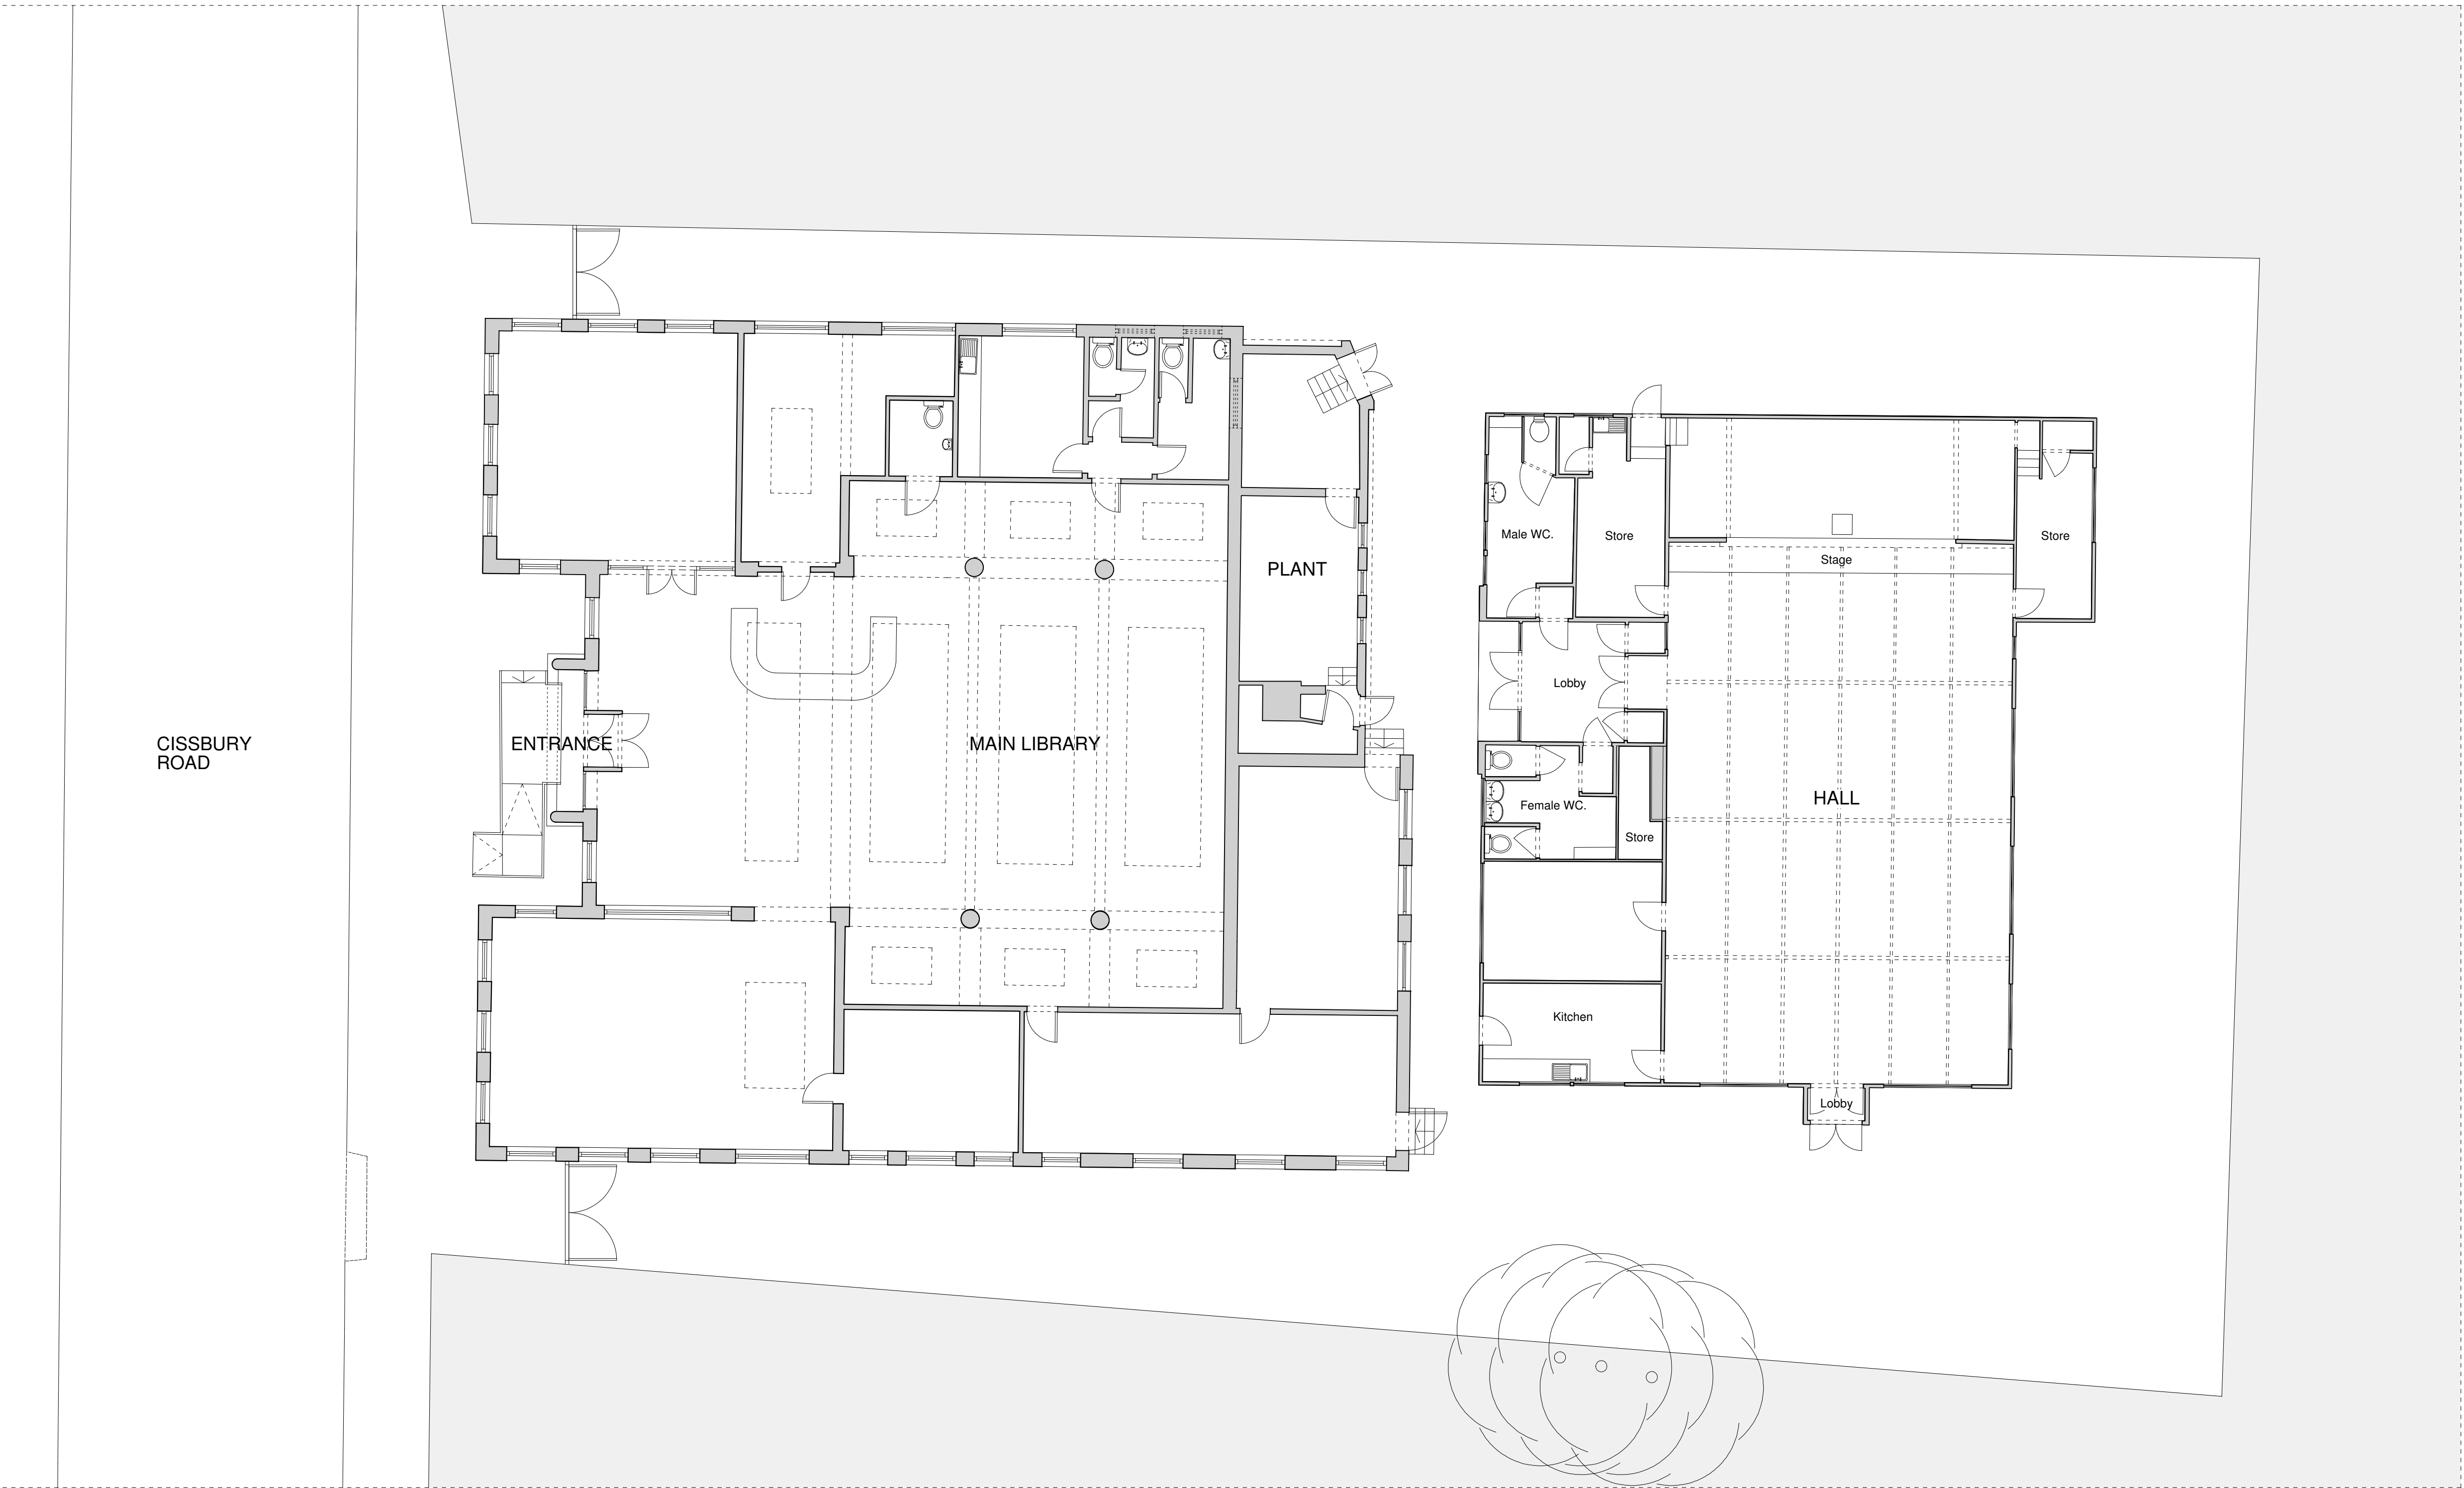 Male WC.
Store
Store
Stage
PLANT
Lobby
CISSBURY
ROAD
ENTRANCE
MAIN LIBRARY
HALL
Female WC.
Store
Kitchen
Lobby